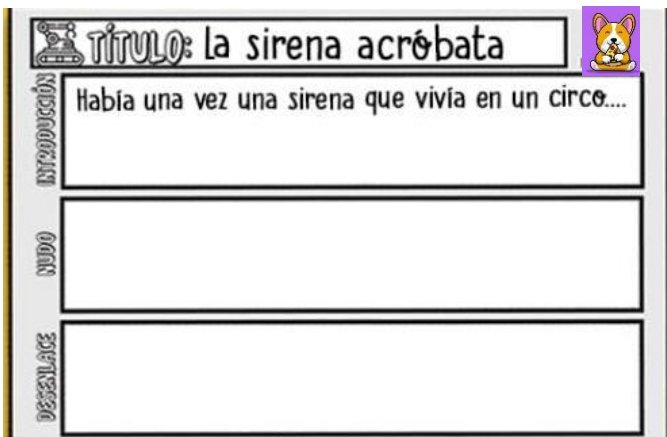 TÍTULO: la sirena acróbata
INTRODUCCIÓN
Había una vez una sirena que vivía en un circo....
NUDO
DESENLACE